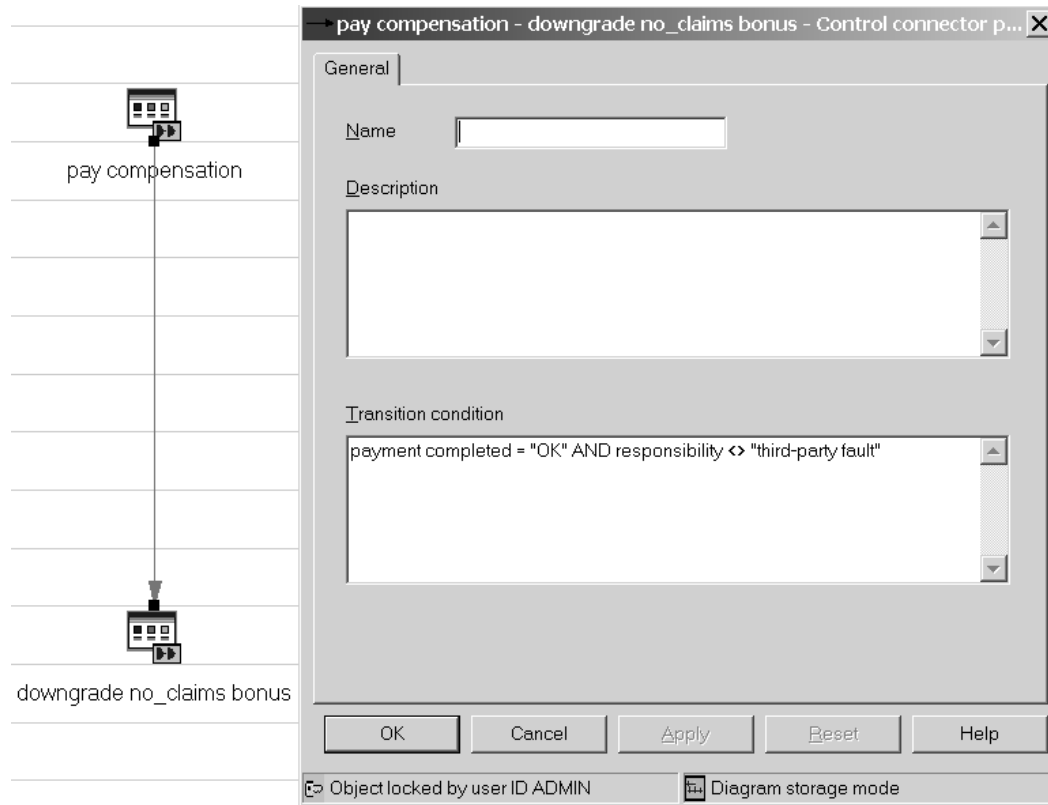 pay compensation - downgrade no_claims bonus - Control connector p...
General
Name
pay compensation
Description
Transition condition
payment completed = "OK" AND responsibility <> "third-party fault"
downgrade no_claims bonus
OK
Cancel
Apply
Reset
Help
Object locked by user ID ADMIN
Diagram storage mode